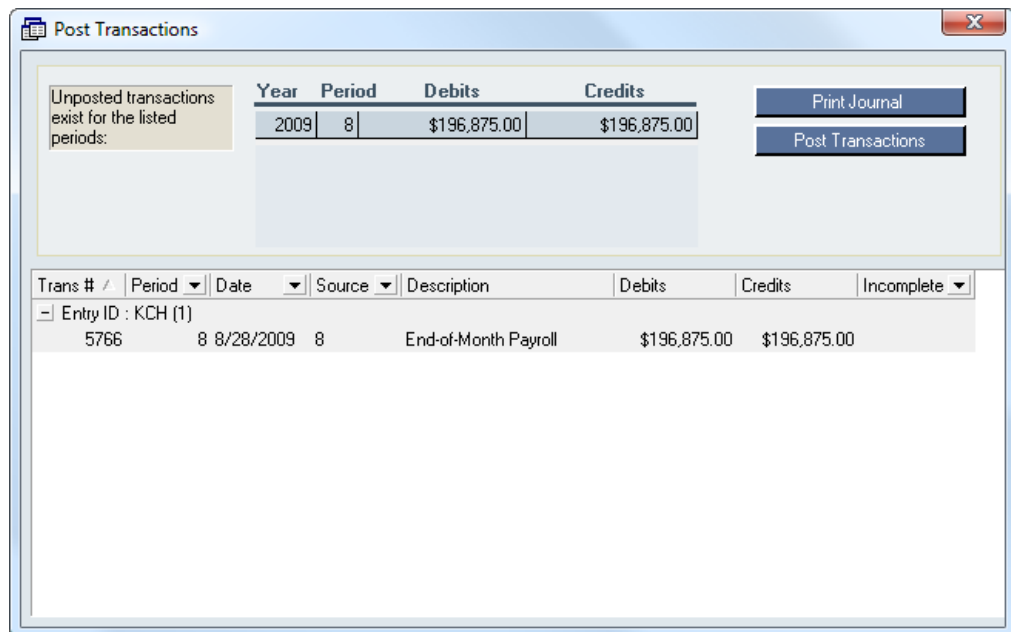 Post Transactions
Unposted transactions
exist for the listed
periods:
Year Period Debits Credits
2009 8 $196,875.00 $196,875.00
Print Journal
Post Transactions
Trans # Period Date Source Description Debits Credits Incomplete
Entry ID : KCH (1)
5766 8 8/28/2009 8 End-of-Month Payroll $196,875.00 $196,875.00